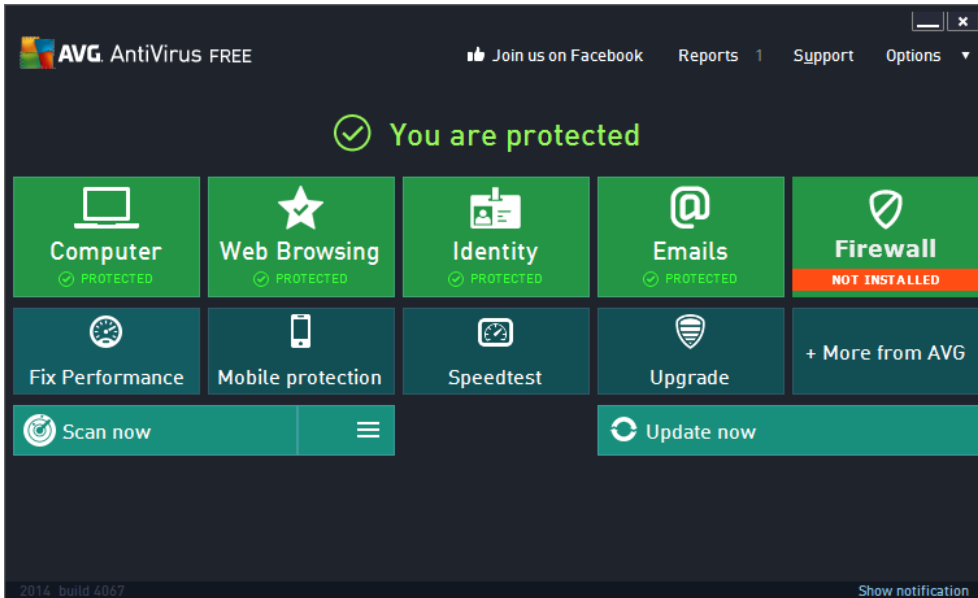 AVG. AntiVirus FREE
Join us on Facebook
Reports 1
Support
Options
You are protected
Computer
PROTECTED
Web Browsing
PROTECTED
Identity
PROTECTED
Emails
PROTECTED
Firewall
NOT INSTALLED
Fix Performance
Mobile protection
Speedtest
Upgrade
+ More from AVG
Scan now
Update now
2014 build 4067
Show notification